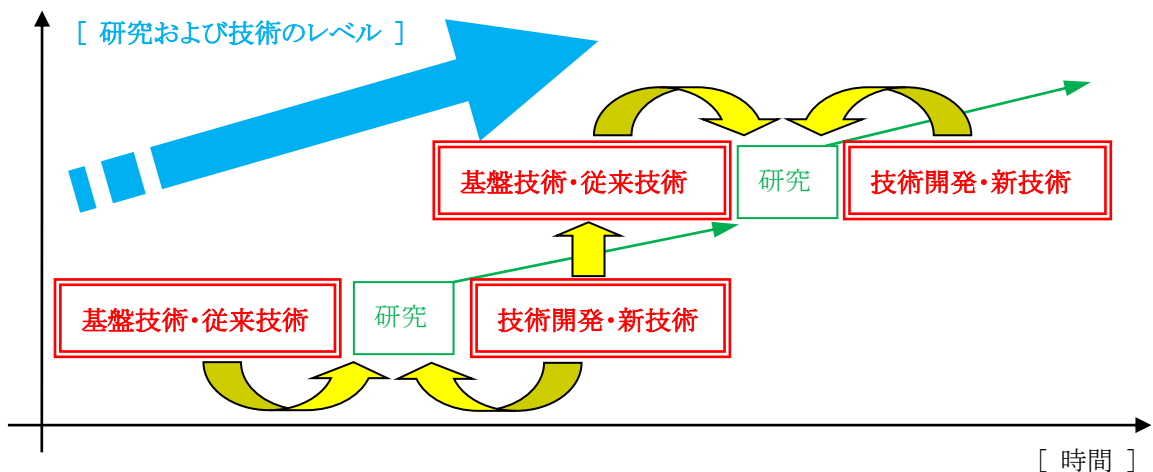 [ 研究および技術のレベル ]
基盤技術・従来技術
研究
技術開発・新技術
基盤技術・従来技術
研究
技術開発・新技術
[ 時間 ]